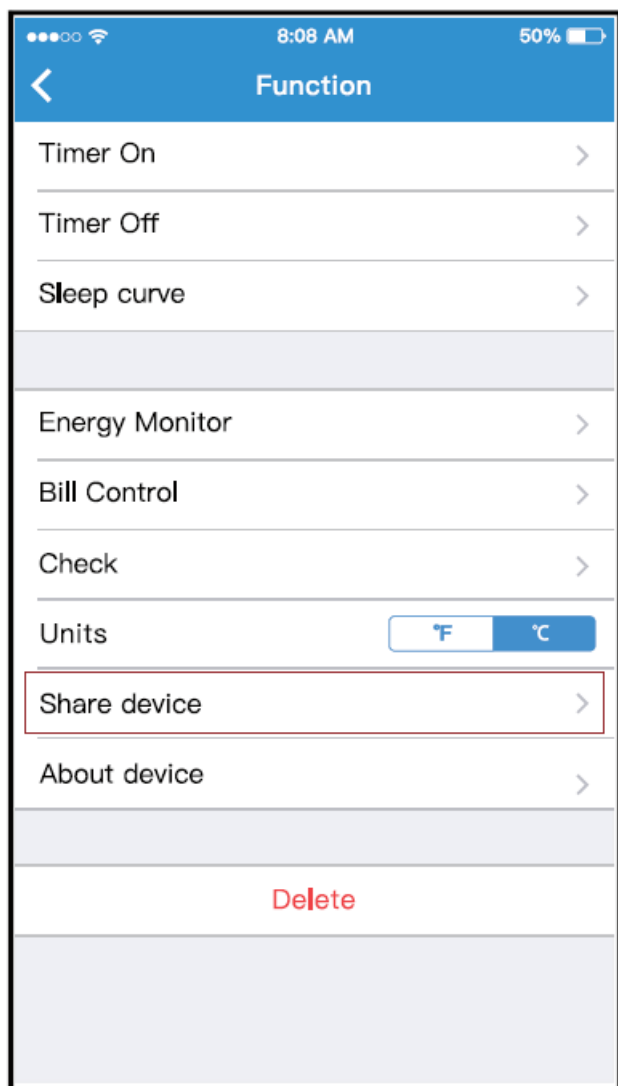 8:08 AM 50%
Function
Timer On
Timer Off
Sleep curve
Energy Monitor
Bill Control
Check
Units °F °C
Share device
About device
Delete